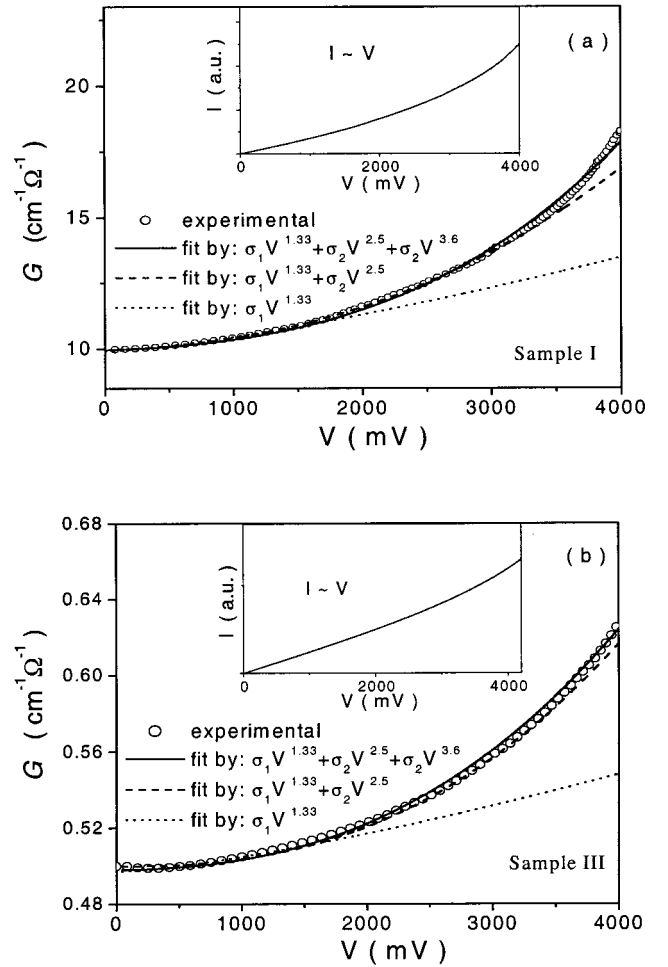 ( a )
I ( a.u. )
I ~ V
0 2000 4000
V ( mV )
20
15
10
G (cm⁻¹Ω⁻¹)
experimental
fit by: σ₁V^1.33+σ₂V^2.5+σ₂V^3.6
fit by: σ₁V^1.33+σ₂V^2.5
fit by: σ₁V^1.33
Sample I
0 1000 2000 3000 4000
V ( mV )
( b )
I ( a.u. )
I ~ V
0 2000 4000
V ( mV )
0.68
0.64
0.60
0.56
0.52
0.48
G (cm⁻¹Ω⁻¹)
experimental
fit by: σ₁V^1.33+σ₂V^2.5+σ₂V^3.6
fit by: σ₁V^1.33+σ₂V^2.5
fit by: σ₁V^1.33
Sample III
0 1000 2000 3000 4000
V ( mV )